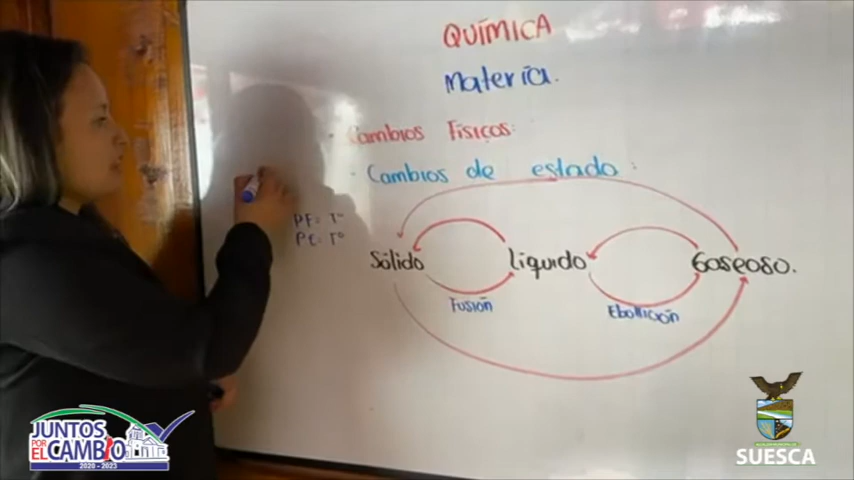 QUÍMICA
Materia.
Cambios Físicos:
- Cambios de estado:
PF: T°
PE: T°
Sólido
líquido
Gaseoso.
Fusión
Ebollición
JUNTOS
POR
EL CAMBIO
2020 - 2023
SUESCA